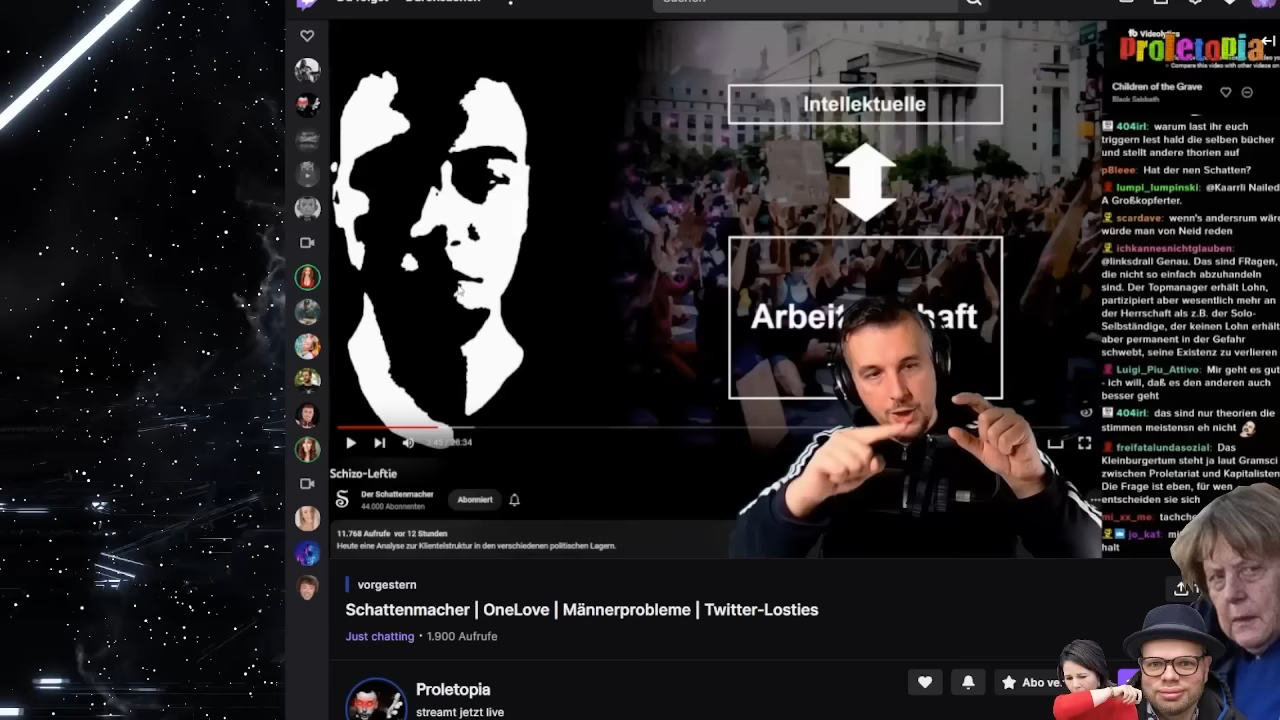 Suchen
Intellektuelle
Schizo-Leftie
Der Schattenmacher
44.000 Abonnenten
Abonniert
11.768 Aufrufe vor 12 Stunden
Heute eine Analyse zur Klientelstruktur in den verschiedenen politischen Lagern.
Proletopia
Children of the Grave
Black Sabbath
404irl: warum last ihr euch
triggern lest hald die selben bücher
und stellt andere thorien auf
pBleee: Hat der nen Schatten?
lumpi_lumpinski: @Kaarrli Nailed
A Großkopferter.
scardave: wenn's andersrum wär
würde man von Neid reden
ichkannesnichtglauben:
@linksdrall Genau. Das sind FRagen,
die nicht so einfach abzuhandeln
sind. Der Topmanager erhält Lohn,
partizipiert aber wesentlich mehr an
der Herrschaft als z.B. der Solo-
Selbständige, der keinen Lohn erhält
aber permanent in der Gefahr
schwebt, seine Existenz zu verlieren
Luigi_Piu_Attivo: Mir geht es gut
- ich will, daß es den anderen auch
besser geht
404irl: das sind nur theorien die
stimmen meistensn eh nicht
freifatalundasozial: Das
Kleinburgertum steht ja laut Gramsci
zwischen Proletariat und Kapitalisten
Die Frage ist eben, für wen
entscheiden sie sich
mi_xx_me: tachche
jo_ka1:
halt
vorgestern
Schattenmacher | OneLove | Männerprobleme | Twitter-Losties
Just chatting • 1.900 Aufrufe
Proletopia
streamt jetzt live
Abo ve